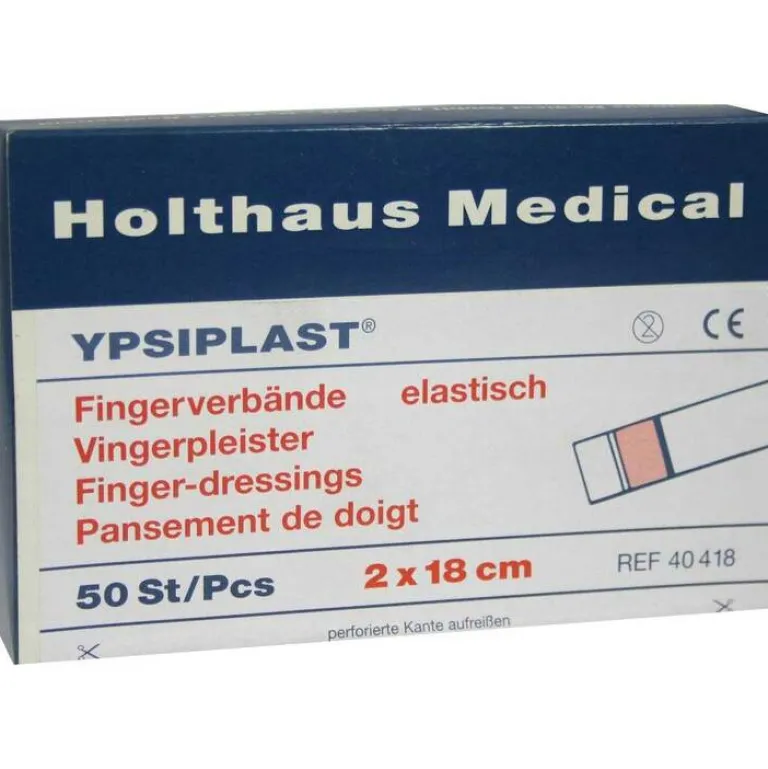 Holthaus Medical
YPSIPLAST® 2 CE
Fingerverbände elastisch
Vingerpleister
Finger-dressings
Pansement de doigt
50 St/Pcs 2 x 18 cm REF 40 418
perforierte Kante aufreißen